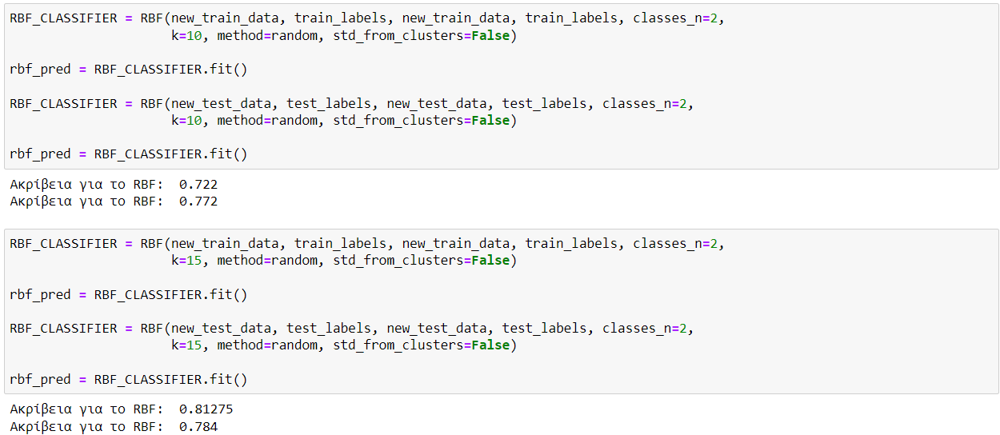 RBF_CLASSIFIER = RBF(new_train_data, train_labels, new_train_data, train_labels, classes_n=2,
k=10, method=random, std_from_clusters=False)
rbf_pred = RBF_CLASSIFIER.fit()
RBF_CLASSIFIER = RBF(new_test_data, test_labels, new_test_data, test_labels, classes_n=2,
k=10, method=random, std_from_clusters=False)
rbf_pred = RBF_CLASSIFIER.fit()
Ακρίβεια για το RBF:  0.722
Ακρίβεια για το RBF:  0.772
RBF_CLASSIFIER = RBF(new_train_data, train_labels, new_train_data, train_labels, classes_n=2,
k=15, method=random, std_from_clusters=False)
rbf_pred = RBF_CLASSIFIER.fit()
RBF_CLASSIFIER = RBF(new_test_data, test_labels, new_test_data, test_labels, classes_n=2,
k=15, method=random, std_from_clusters=False)
rbf_pred = RBF_CLASSIFIER.fit()
Ακρίβεια για το RBF:  0.81275
Ακρίβεια για το RBF:  0.784